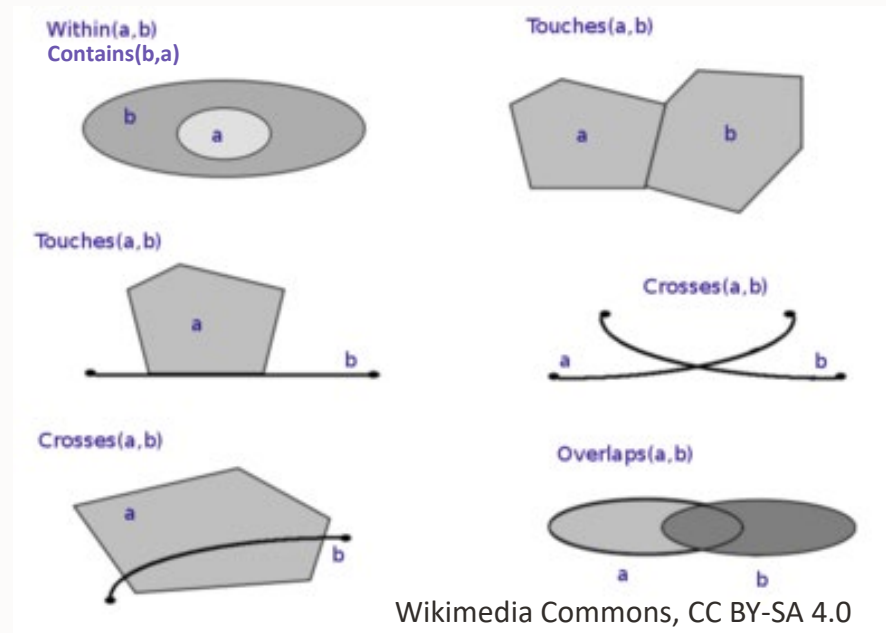 Within(a,b)
Contains(b,a)
b
a
Touches(a,b)
a
b
Touches(a,b)
a
b
Crosses(a,b)
a
b
Crosses(a,b)
a
b
Overlaps(a,b)
a
b
Wikimedia Commons, CC BY-SA 4.0